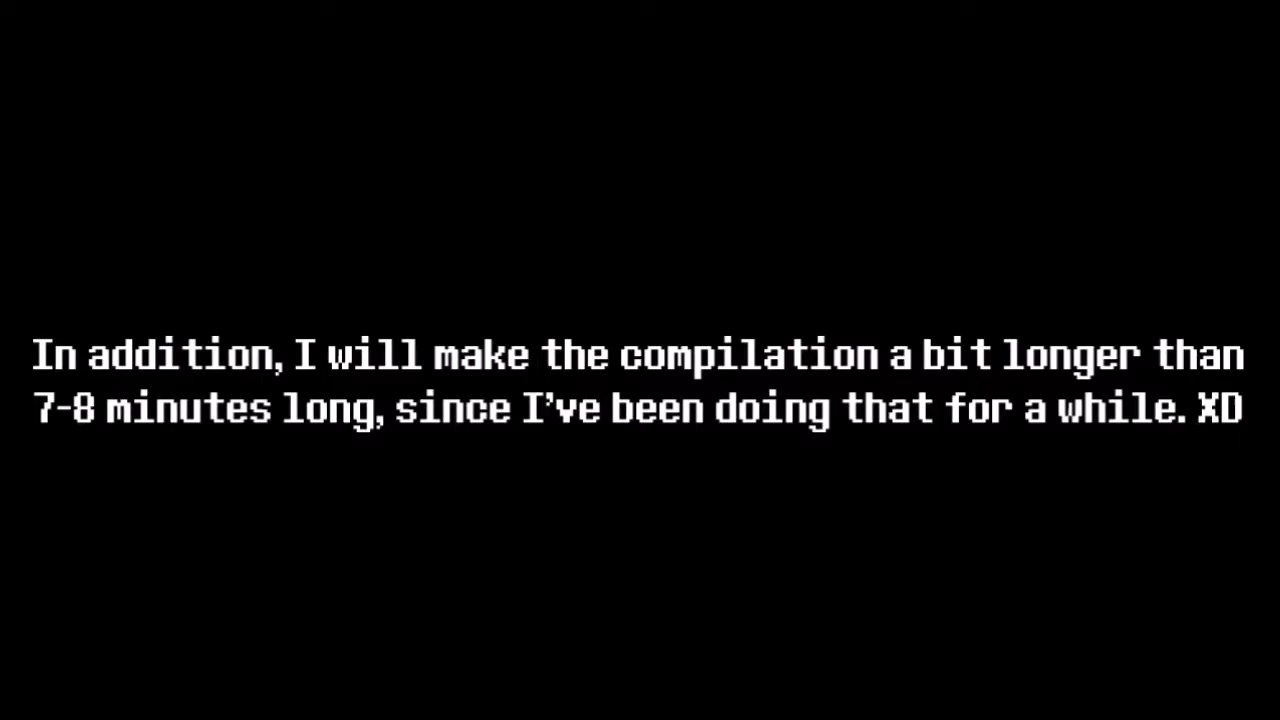 In addition, I will make the compilation a bit longer than
7-8 minutes long, since I've been doing that for a while. XD